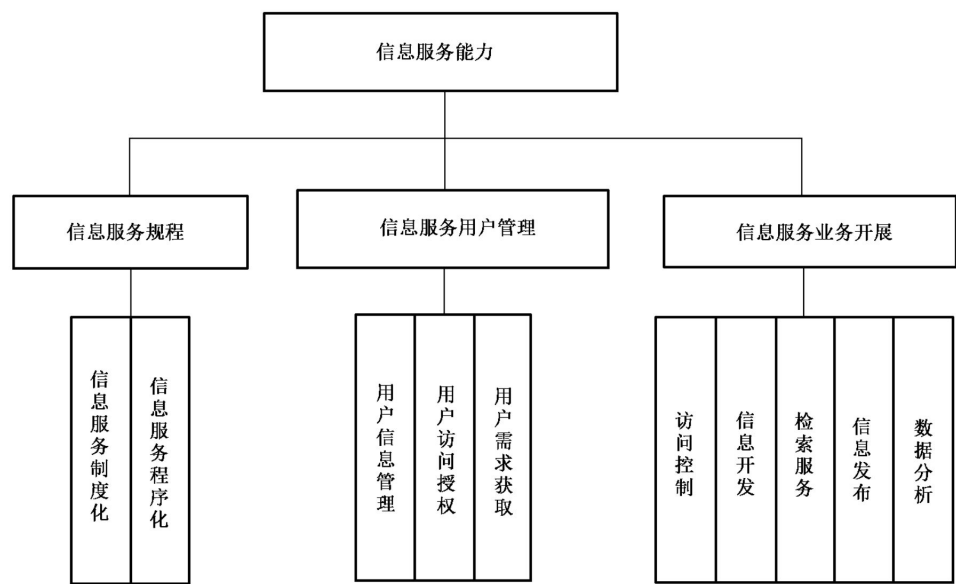 信息服务能力
信息服务规程
信息服务用户管理
信息服务业务开展
信息服务制度化
信息服务程序化
用户信息管理
用户访问授权
用户需求获取
访问控制
信息开发
检索服务
信息发布
数据分析